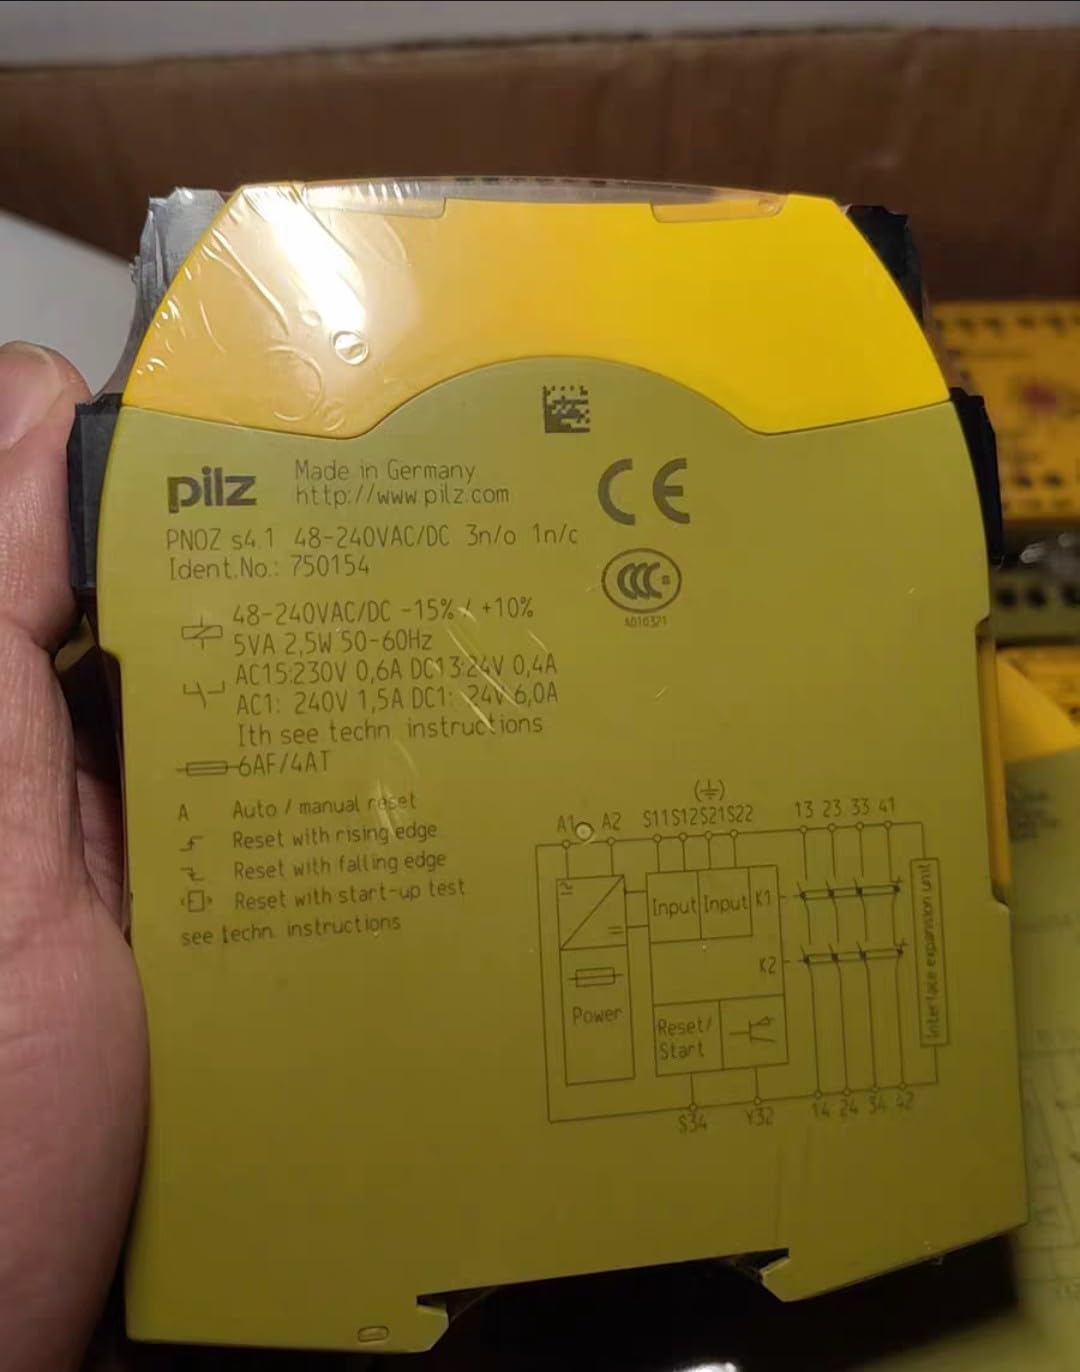 pilz
Made in Germany
http://www.pilz.com
CE
PNOZ s4.1 48-240VAC/DC 3n/o 1n/c
Ident.No.: 750154
CCC S
A010321
48-240VAC/DC -15% / +10%
5VA 2,5W 50-60Hz
AC15:230V 0,6A DC13:24V 0,4A
AC1: 240V 1,5A DC1: 24V 6,0A
Ith see techn. instructions
6AF/4AT
A Auto / manual reset
Reset with rising edge
Reset with falling edge
Reset with start-up test
see techn. instructions
A1 A2 S11 S12 S21 S22 13 23 33 41
Input Input K1
K2
Power
Reset/
Start
Interface expansion unit
S34 Y32 14 24 34 42